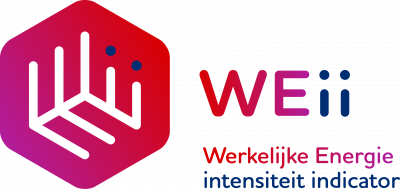 WEii
Werkelijke Energie
intensiteit indicator